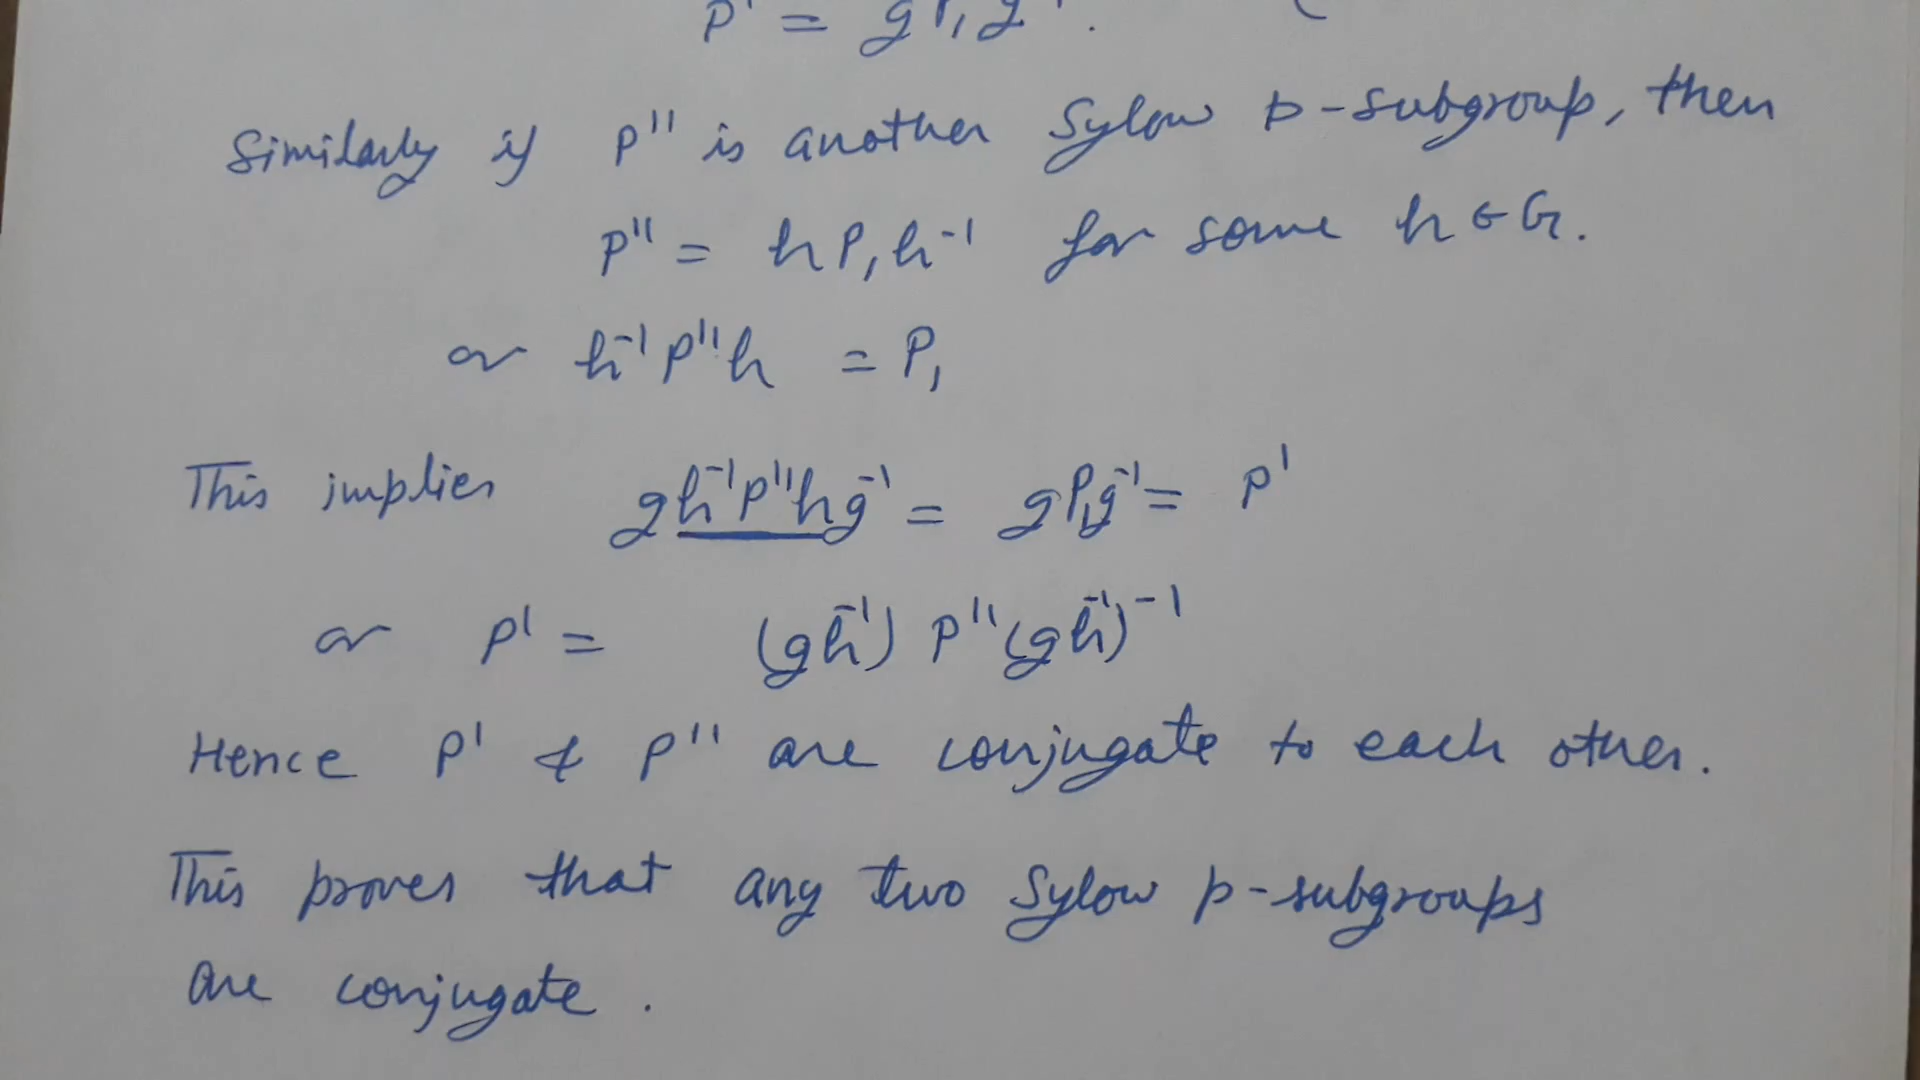 P' = gP₁g⁻¹.
Similarly if P'' is another Sylow p-subgroup, then
P'' = hP₁h⁻¹ for some h ∈ G.
or h⁻¹P''h = P₁
This implies gh⁻¹P''hg⁻¹ = gP₁g⁻¹ = P'
or P' = (gh⁻¹) P'' (gh⁻¹)⁻¹
Hence P' & P'' are conjugate to each other.
This proves that any two Sylow p-subgroups
are conjugate.